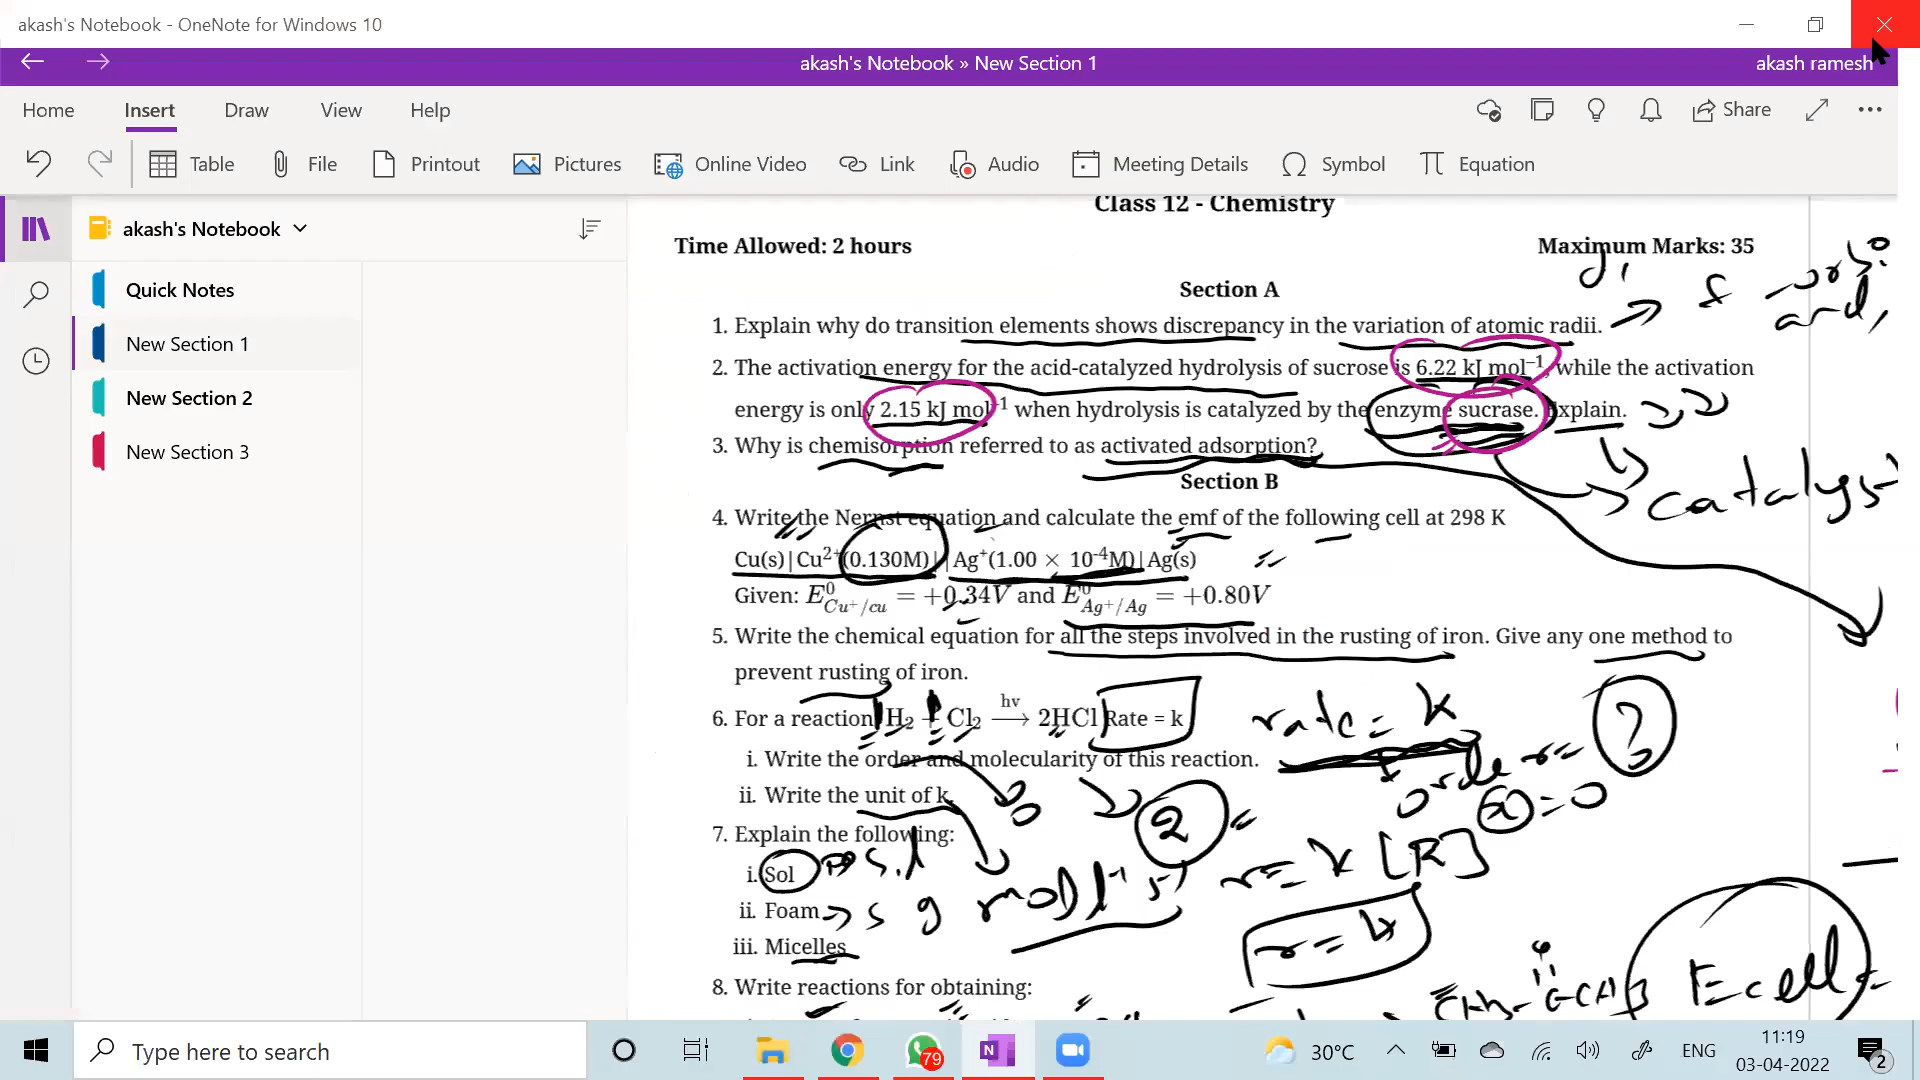 akash's Notebook - OneNote for Windows 10
akash's Notebook » New Section 1
akash ramesh
Home Insert Draw View Help
Share
Table File Printout Pictures Online Video Link Audio Meeting Details Symbol Equation
akash's Notebook
Quick Notes
New Section 1
New Section 2
New Section 3
Class 12 - Chemistry
Time Allowed: 2 hours Maximum Marks: 35
Section A
1. Explain why do transition elements shows discrepancy in the variation of atomic radii.
2. The activation energy for the acid-catalyzed hydrolysis of sucrose is 6.22 kJ mol⁻¹, while the activation
energy is only 2.15 kJ mol⁻¹ when hydrolysis is catalyzed by the enzyme sucrase. Explain.
3. Why is chemisorption referred to as activated adsorption?
catalys
Section B
4. Write the Nernst equation and calculate the emf of the following cell at 298 K
Cu(s)|Cu²⁺(0.130M)||Ag⁺(1.00 × 10⁻⁴M)|Ag(s)
Given: E⁰Cu⁺/cu = +0.34V and E⁰Ag⁺/Ag = +0.80V
5. Write the chemical equation for all the steps involved in the rusting of iron. Give any one method to
prevent rusting of iron.
6. For a reaction H₂ + Cl₂ hv⟶ 2HCl Rate = k
rate = k
?
i. Write the order and molecularity of this reaction.
order
ii. Write the unit of k.
2
= 0
7. Explain the following:
i. Sol
s.l
r = k [R]
ii. Foam → s g
mol l⁻¹ s⁻¹
r = k
iii. Micelles
8. Write reactions for obtaining:
Ecell =
Type here to search
79
30°C
ENG
11:19
03-04-2022
2